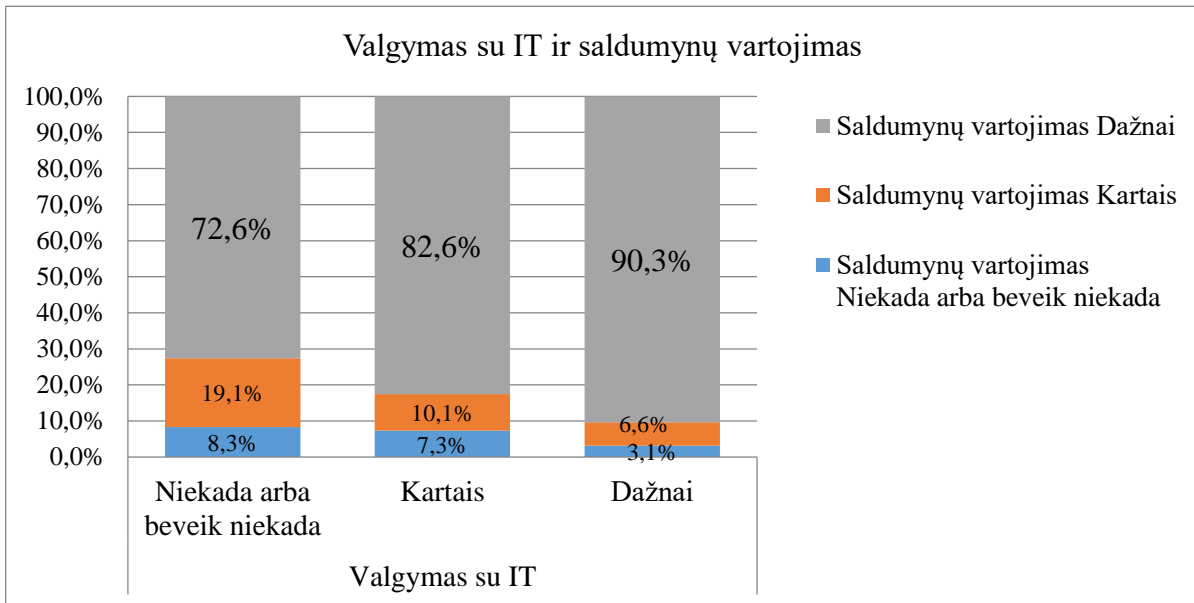 Valgymas su IT ir saldumynų vartojimas
100,0%
90,0%
80,0%
70,0%
60,0%
50,0%
40,0%
30,0%
20,0%
10,0%
0,0%
72,6%
82,6%
90,3%
19,1%
10,1%
6,6%
8,3%
7,3%
3,1%
Niekada arba
beveik niekada
Kartais
Dažnai
Valgymas su IT
Saldumynų vartojimas Dažnai
Saldumynų vartojimas Kartais
Saldumynų vartojimas
Niekada arba beveik niekada